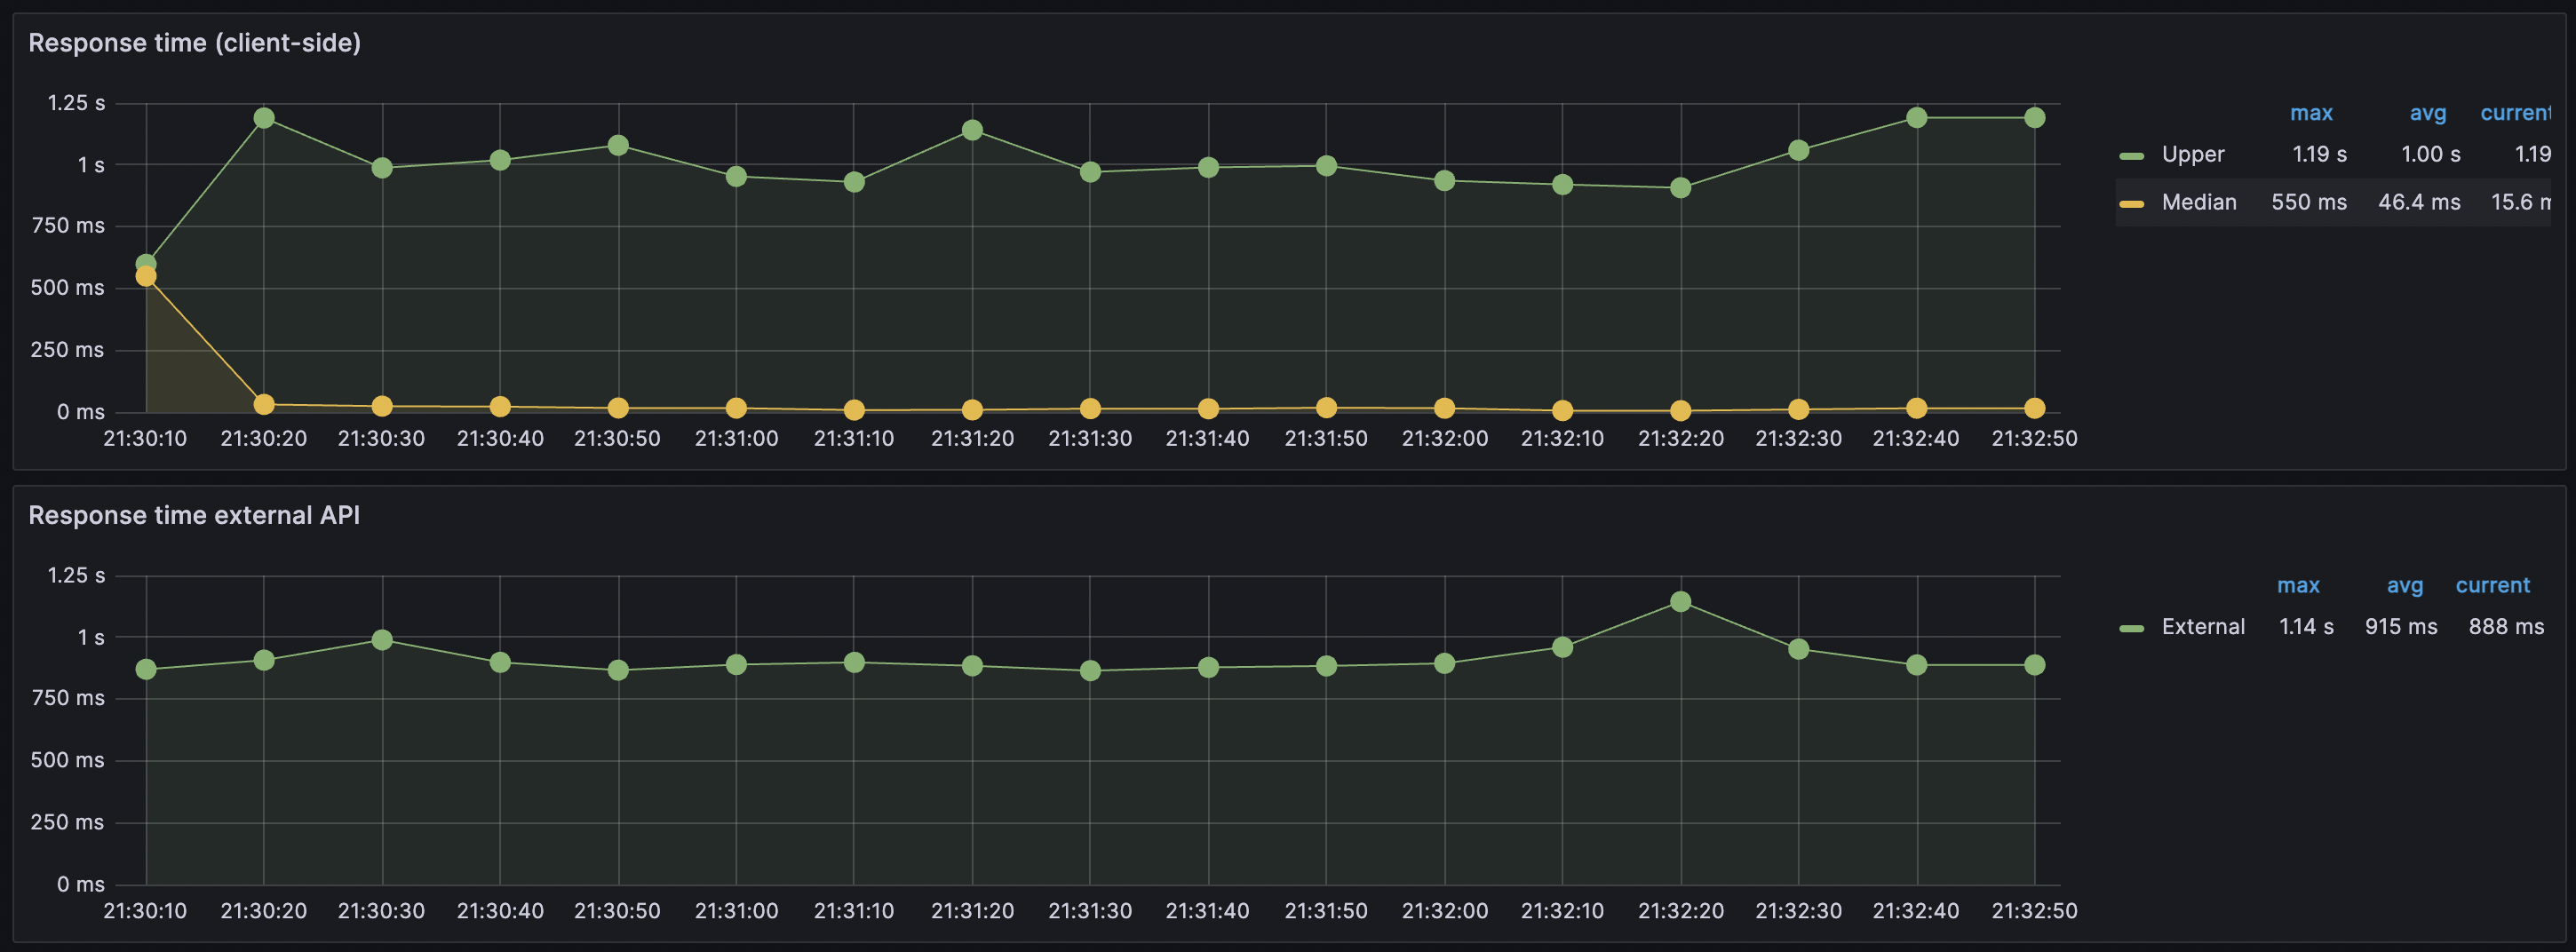 Response time (client-side)
1.25 s
1 s
750 ms
500 ms
250 ms
0 ms
21:30:10 21:30:20 21:30:30 21:30:40 21:30:50 21:31:00 21:31:10 21:31:20 21:31:30 21:31:40 21:31:50 21:32:00 21:32:10 21:32:20 21:32:30 21:32:40 21:32:50
max avg current
Upper 1.19 s 1.00 s 1.19
Median 550 ms 46.4 ms 15.6 m
Response time external API
1.25 s
1 s
750 ms
500 ms
250 ms
0 ms
21:30:10 21:30:20 21:30:30 21:30:40 21:30:50 21:31:00 21:31:10 21:31:20 21:31:30 21:31:40 21:31:50 21:32:00 21:32:10 21:32:20 21:32:30 21:32:40 21:32:50
max avg current
External 1.14 s 915 ms 888 ms